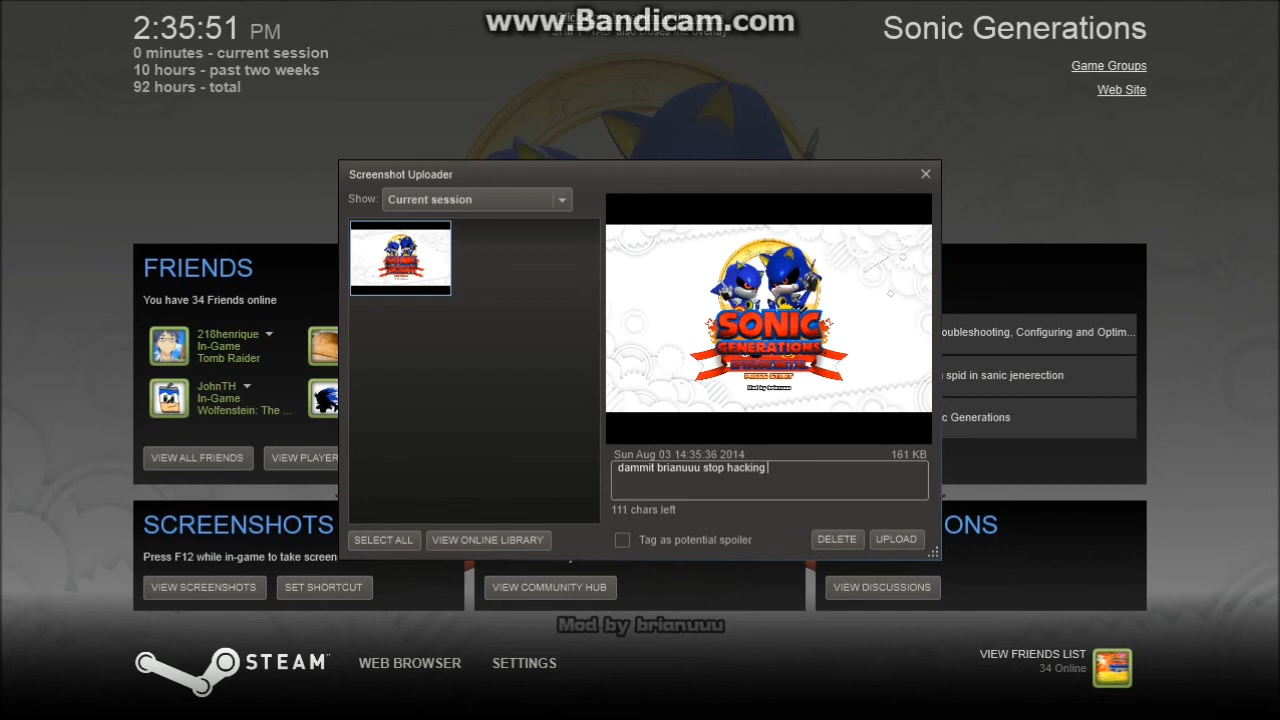 www.Bandicam.com
2:35:51 PM
0 minutes - current session
10 hours - past two weeks
92 hours - total
Sonic Generations
Game Groups
Web Site
Screenshot Uploader
Show: Current session
FRIENDS
You have 34 Friends online
218henrique
In-Game
Tomb Raider
JohnTH
In-Game
Wolfenstein: The ...
VIEW ALL FRIENDS
VIEW PLAYER
SONIC
GENERATIONS
PRESS START
Mod by brianuuu
Sun Aug 03 14:35:36 2014
161 KB
dammit brianuuu stop hacking
111 chars left
Tag as potential spoiler
DELETE
UPLOAD
SELECT ALL
VIEW ONLINE LIBRARY
oubleshooting, Configuring and Optim...
spid in sanic jenerection
c Generations
SCREENSHOTS
Press F12 while in-game to take screen
VIEW SCREENSHOTS
SET SHORTCUT
VIEW COMMUNITY HUB
ONS
VIEW DISCUSSIONS
Mod by brianuuu
STEAM
WEB BROWSER
SETTINGS
VIEW FRIENDS LIST
34 Online